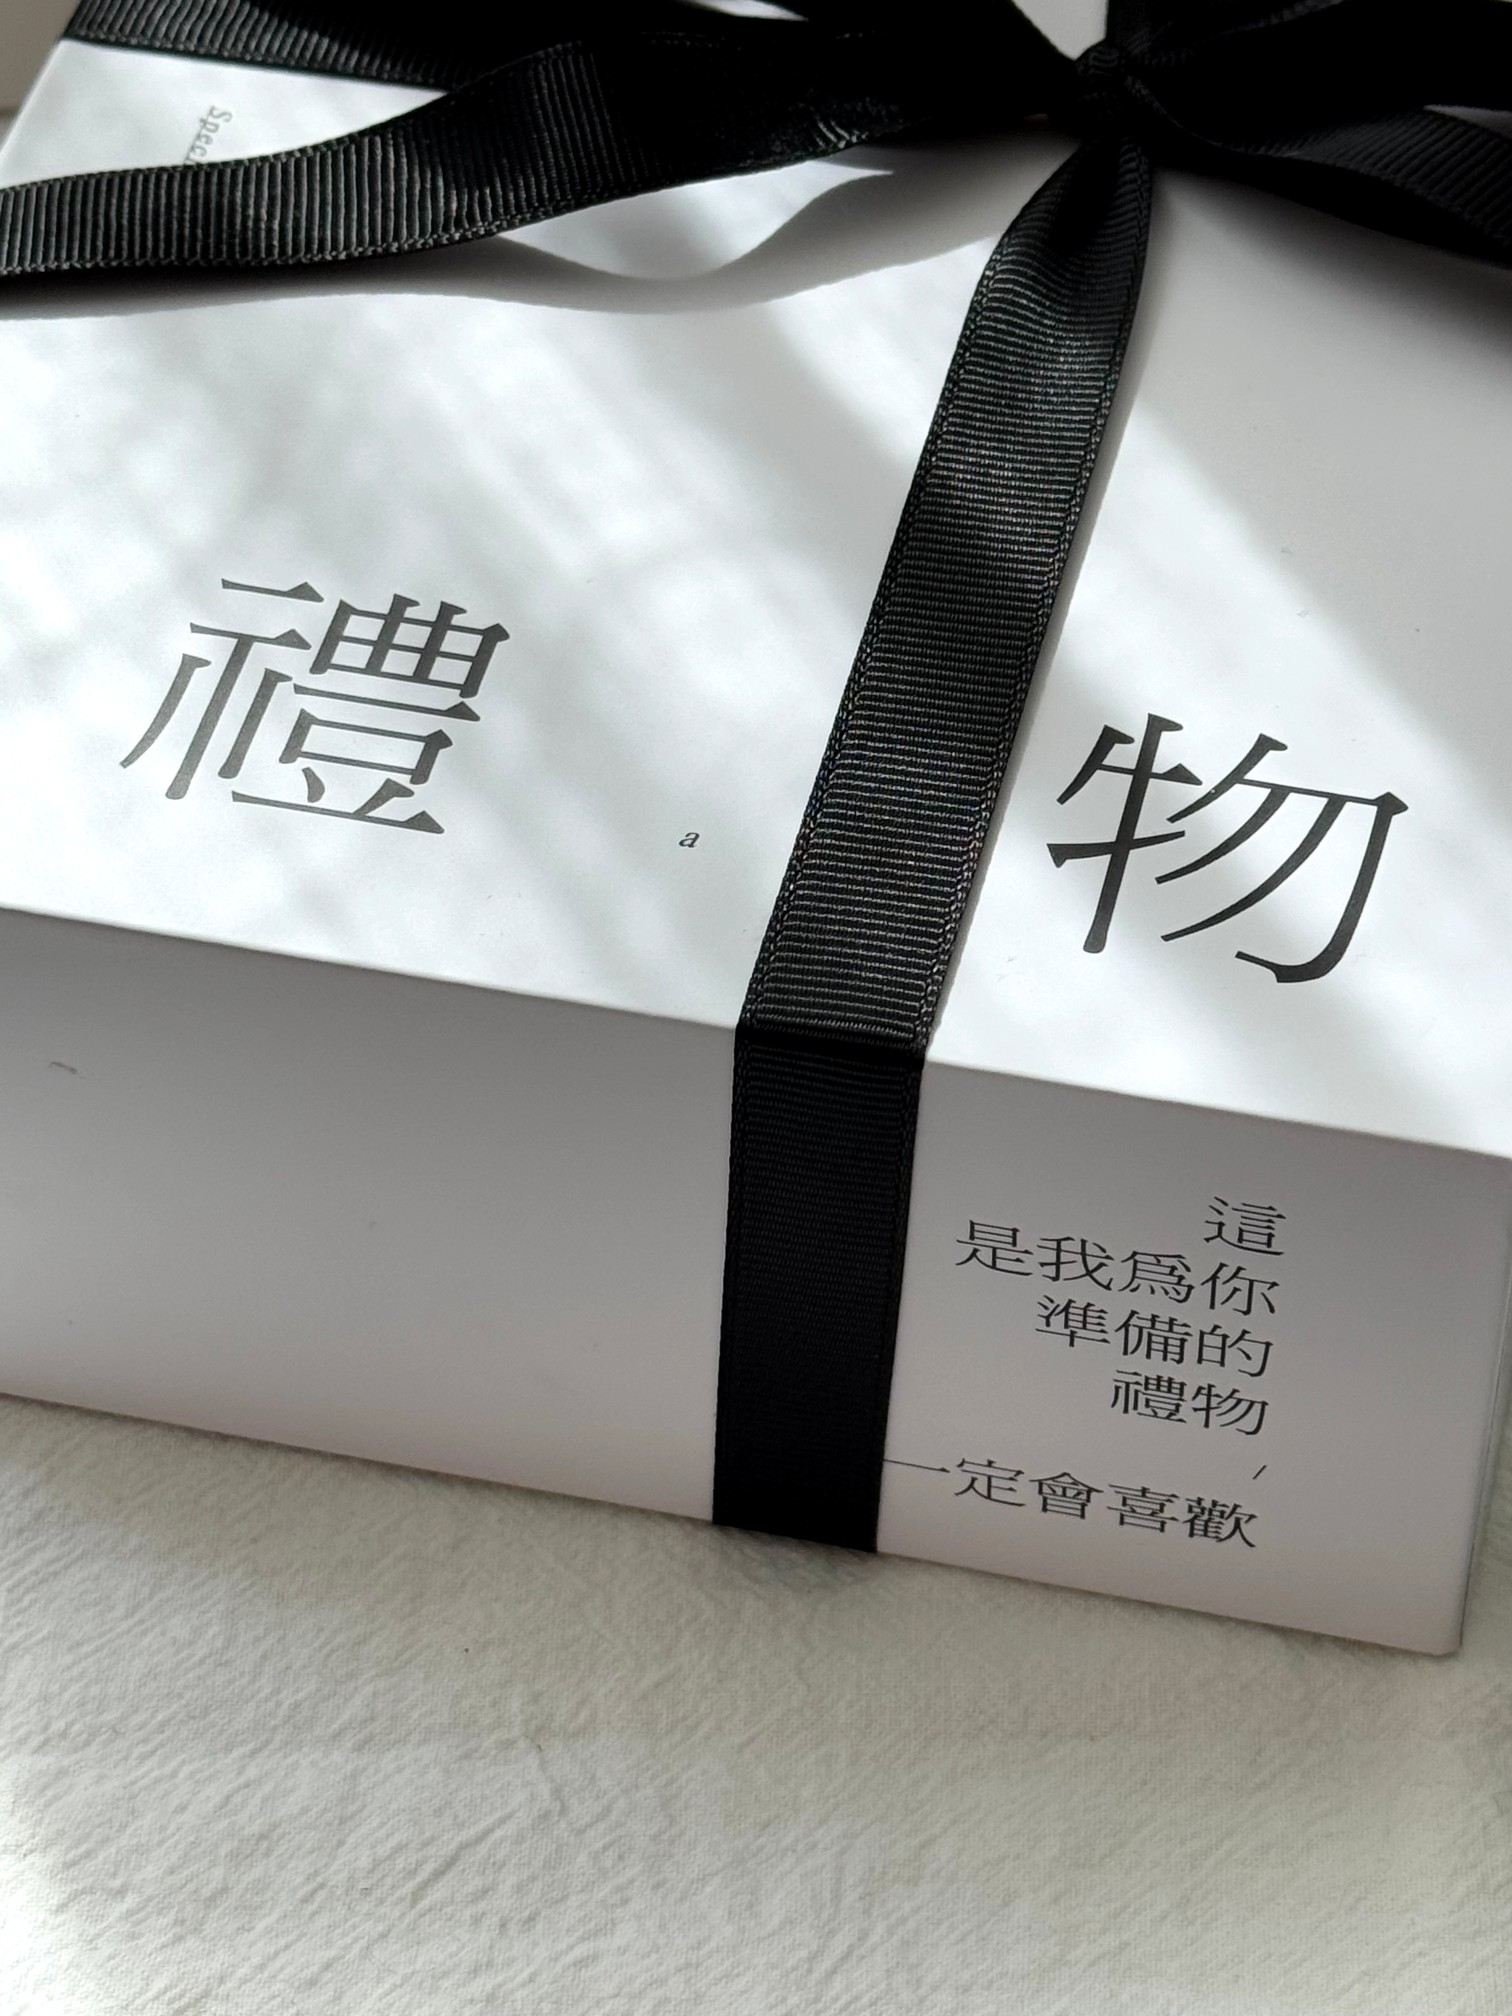 禮 a 物
這
是我爲你
準備的
禮物
/
一定會喜歡